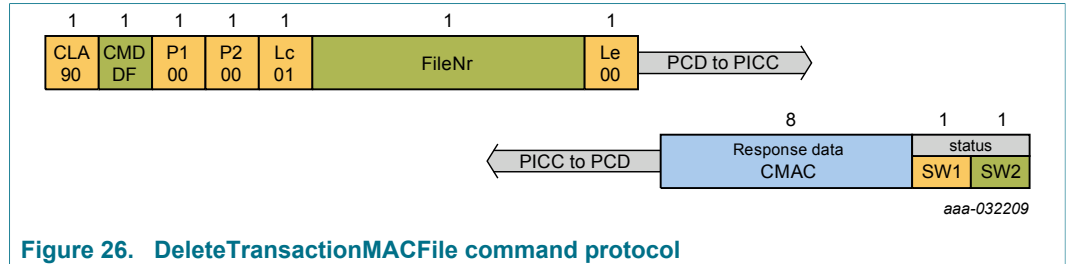 1 1 1 1 1 1 1
CLA CMD P1 P2 Lc FileNr Le PCD to PICC
90 DF 00 00 01 00
8 1 1
PICC to PCD Response data status
CMAC SW1 SW2
aaa-032209
Figure 26. DeleteTransactionMACFile command protocol